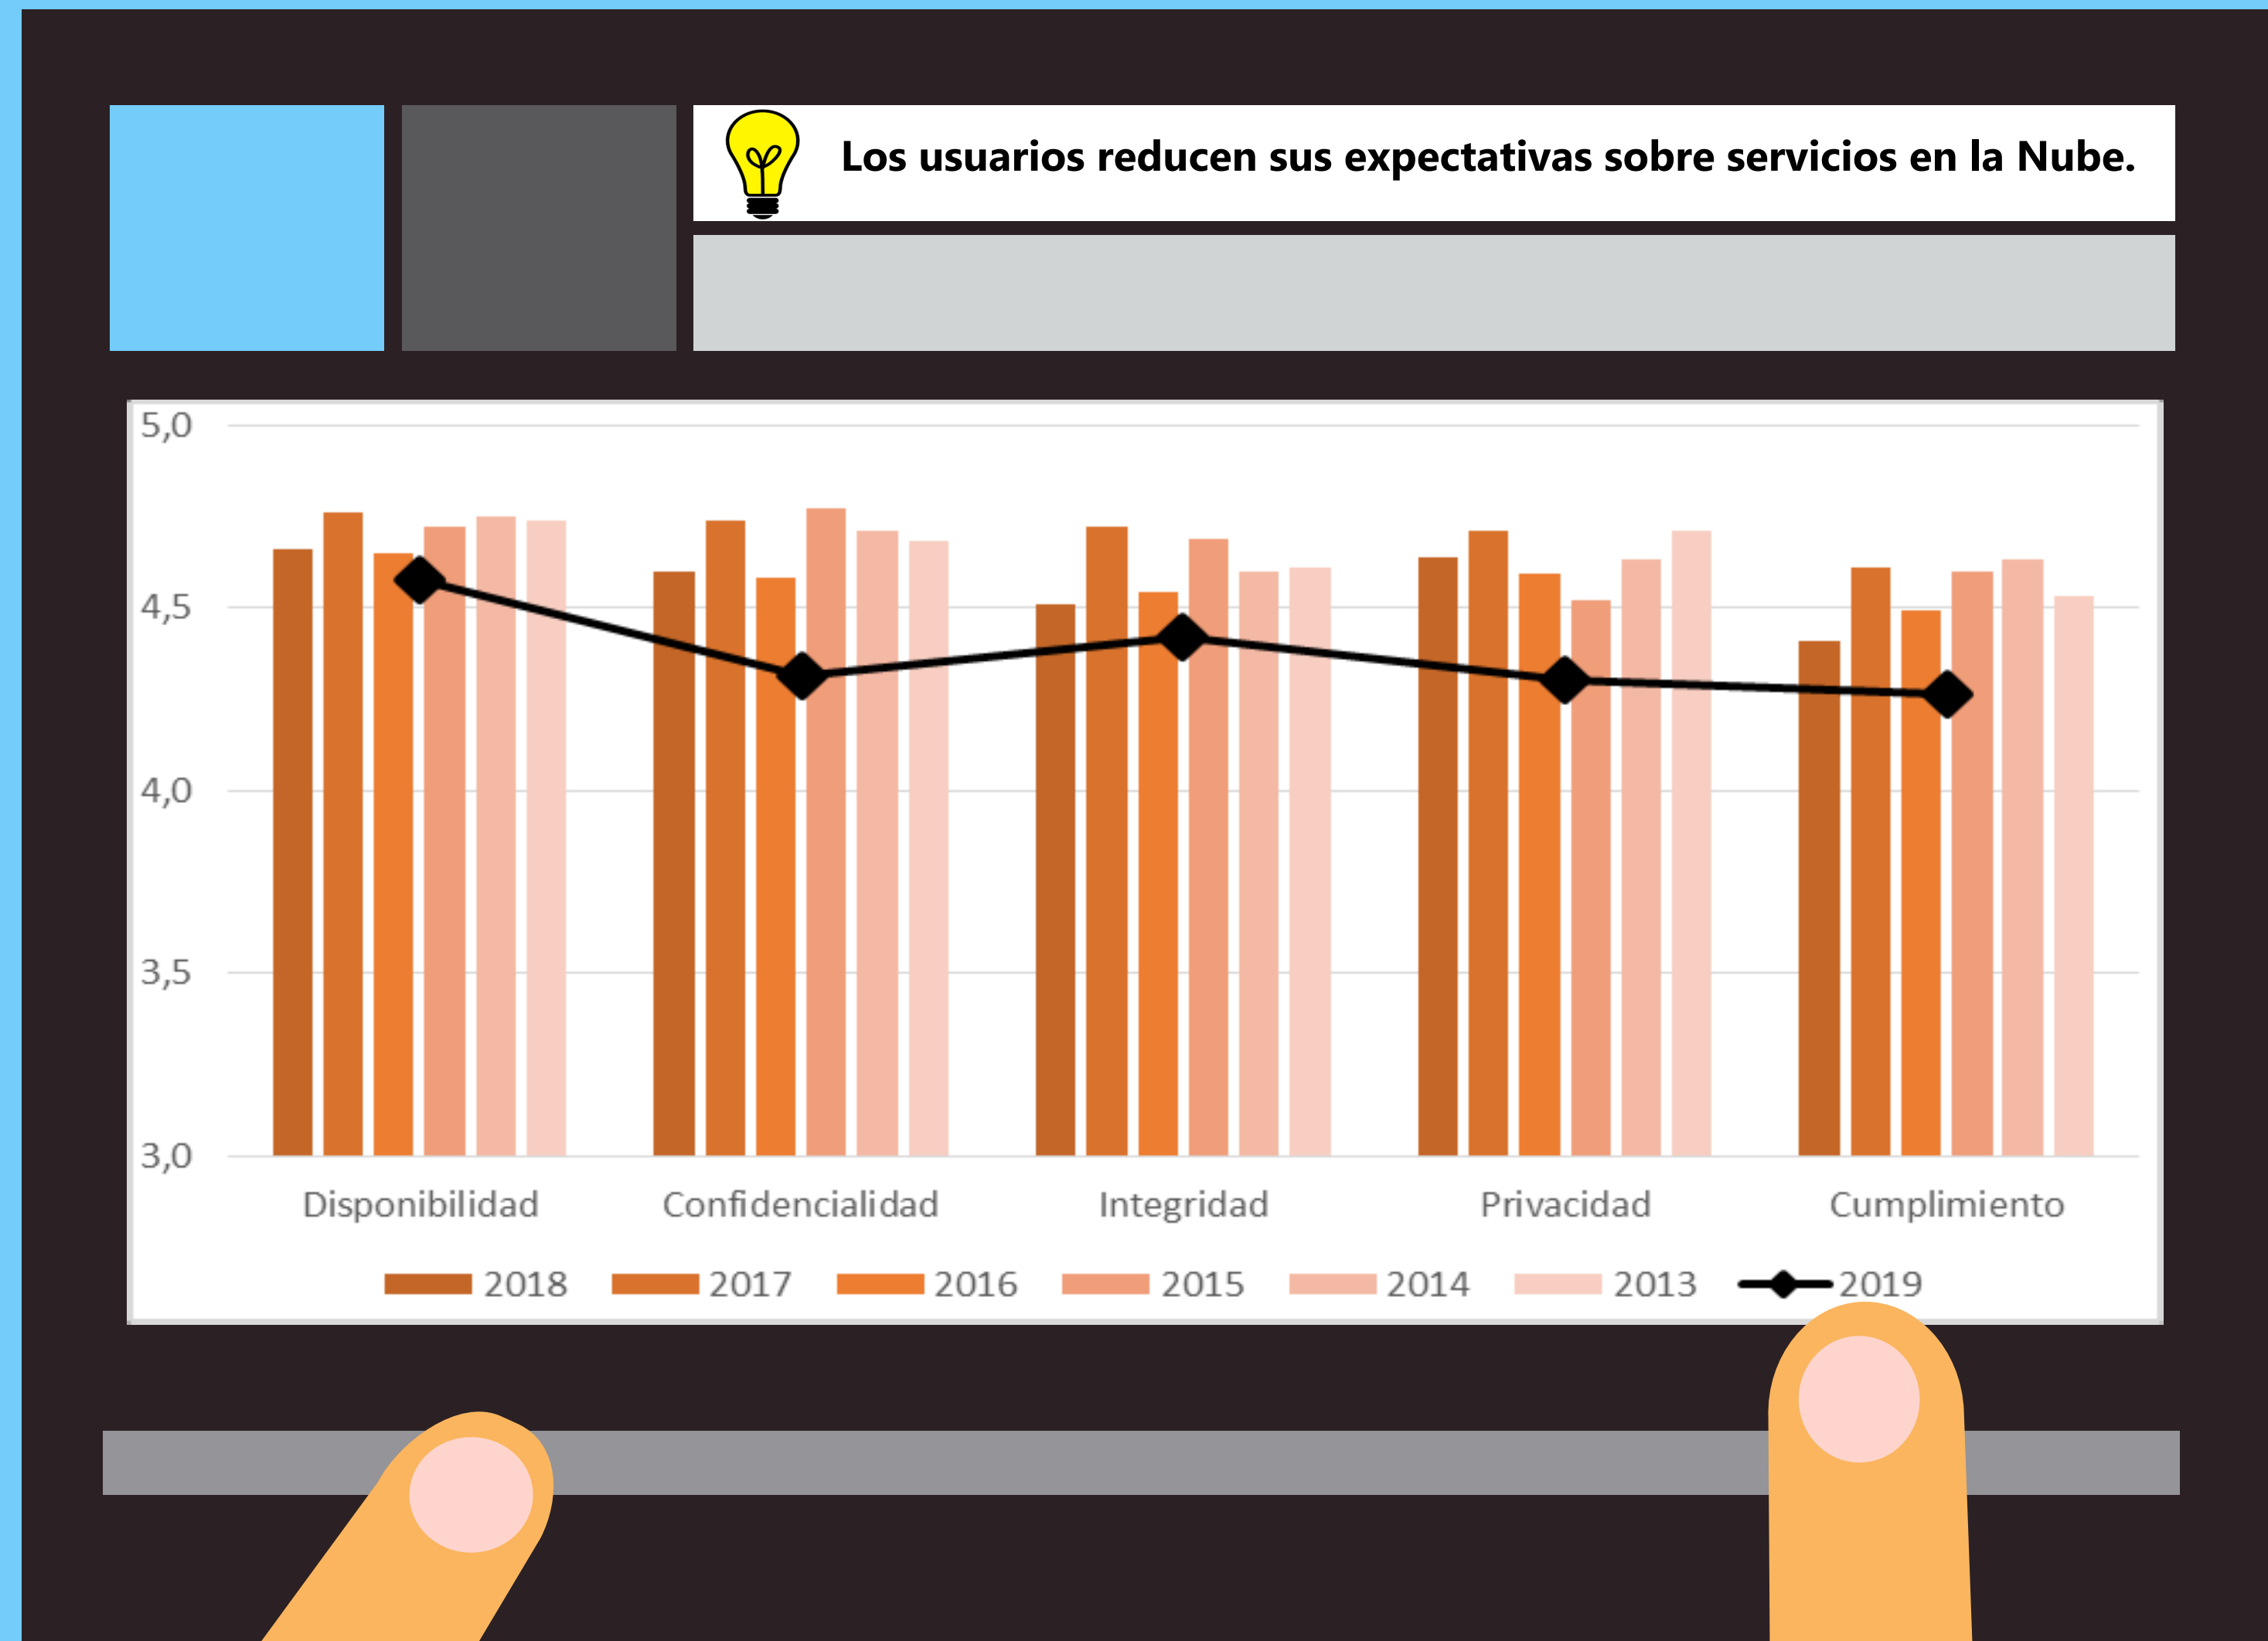 Los usuarios reducen sus expectativas sobre servicios en la Nube.
5,0
4,5
4,0
3,5
3,0
Disponibilidad Confidencialidad Integridad Privacidad Cumplimiento
2018 2017 2016 2015 2014 2013 2019